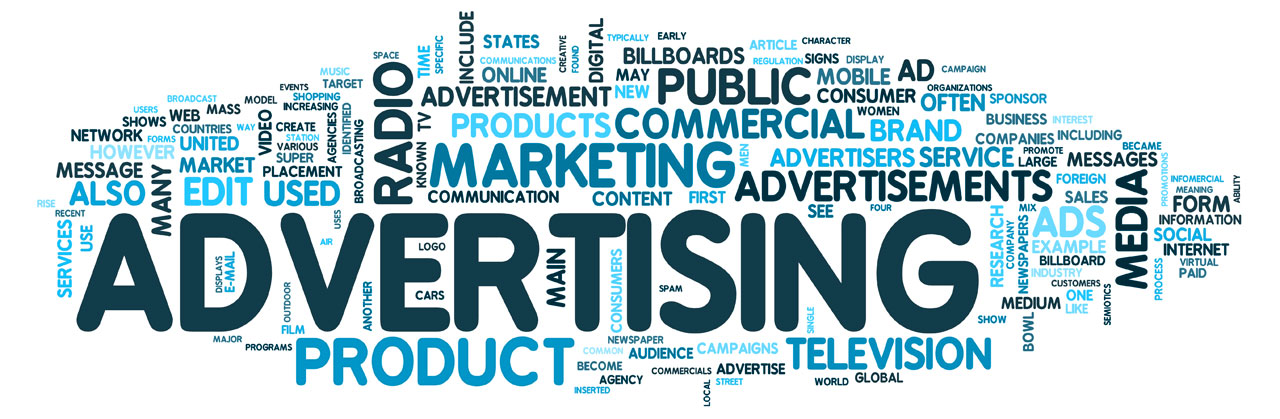 SPACE
TIME
SPECIFIC
INCLUDE
STATES
COMMUNICATIONS
ONLINE
CREATIVE
FOUND
DIGITAL
TYPICALLY
EARLY
BILLBOARDS
ARTICLE
CHARACTER
REGULATION
SIGNS
DISPLAY
MUSIC
TARGET
RADIO
ADVERTISEMENT
MAY
NEW
PUBLIC
MOBILE
AD
CAMPAIGN
CONSUMER
ORGANIZATIONS
OFTEN
SPONSOR
EVENTS
SHOPPING
BROADCAST
MODEL
INCREASING
USERS
WEB
MASS
SHOWS
COUNTRIES
WAY
VIDEO
CREATE
STATION
VARIOUS
AGENCIES
IDENTIFIED
BROADCASTING
KNOWN
TV
PRODUCTS
COMMERCIAL
WOMEN
BRAND
BUSINESS
INTEREST
COMPANIES
INCLUDING
NETWORK
FORMS
UNITED
HOWEVER
SUPER
MARKETING
MEN
ADVERTISERS
SERVICE
PROMOTE
LARGE
MESSAGES
BECAME
MESSAGE
MARKET
PLACEMENT
ALSO
MANY
EDIT
USED
COMMUNICATION
CONTENT
FIRST
ADVERTISEMENTS
FOREIGN
SALES
MEDIA
PROMOTIONS
INFOMERCIAL
MEANING
ABILITY
FORM
RISE
RECENT
USES
SEE
FOUR
MIX
ADS
INFORMATION
SERVICES
USE
ADVERTISING
AIR
LOGO
RESEARCH
COMPANY
NEWSPAPERS
EXAMPLE
SOCIAL
INTERNET
DISPLAYS
E-MAIL
MAIN
CONSUMERS
BILLBOARD
VIRTUAL
PAID
INDUSTRY
CUSTOMERS
PROCESS
OUTDOOR
ANOTHER
CARS
SPAM
MEDIUM
ONE
LIKE
SEMIOTICS
FILM
SINGLE
SHOW
BOWL
MAJOR
PROGRAMS
PRODUCT
NEWSPAPER
COMMON
AUDIENCE
CAMPAIGNS
TELEVISION
BECOME
AGENCY
COMMERCIALS
ADVERTISE
INSERTED
LOCAL
STREET
WORLD
GLOBAL